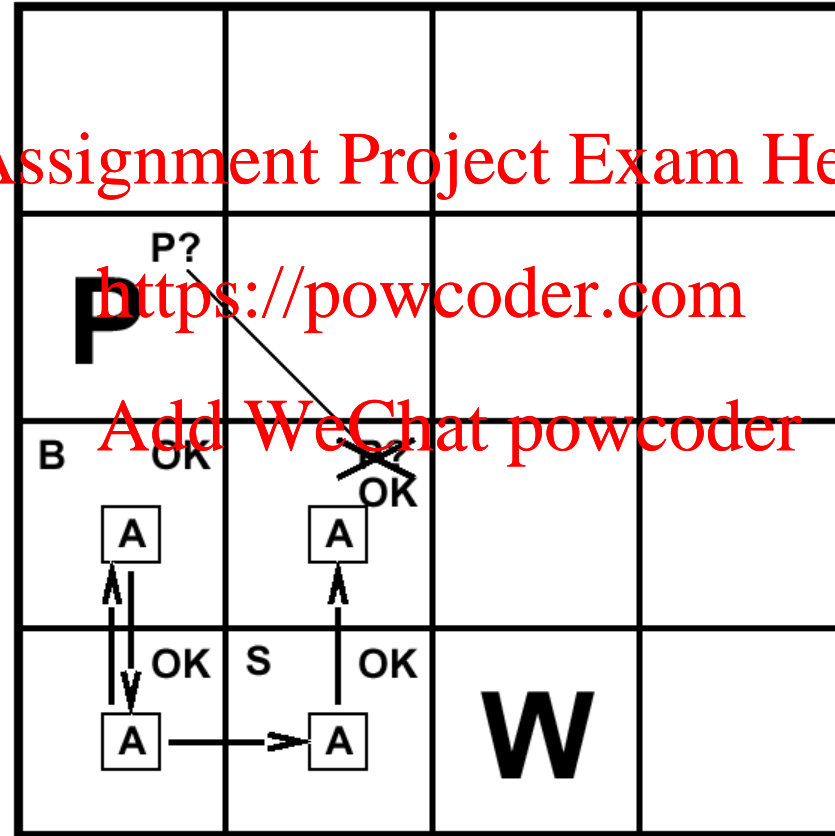 Assignment Project Exam He
P?
P
https://powcoder.com
Add WeChat powcoder
B OK
P?
OK
A A
OK S OK
A A W